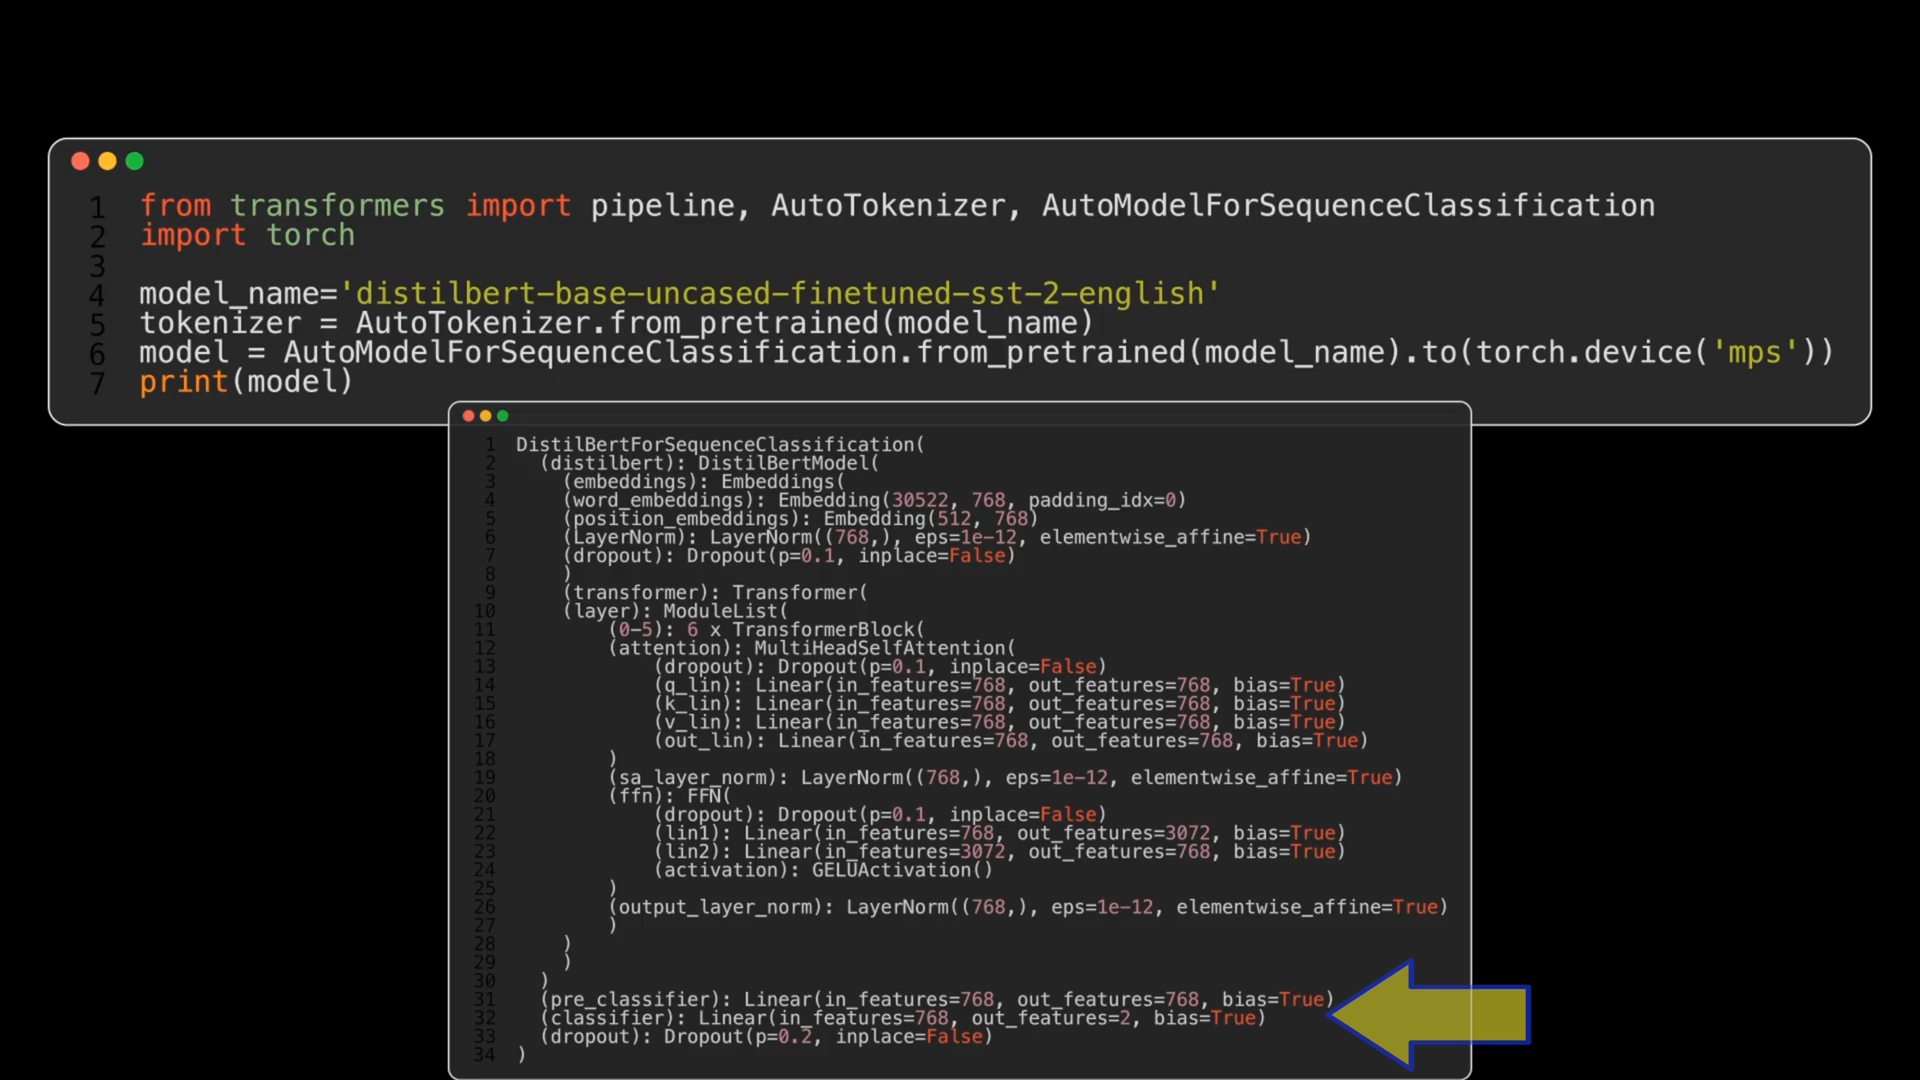 1 from transformers import pipeline, AutoTokenizer, AutoModelForSequenceClassification
2 import torch
3
4 model_name='distilbert-base-uncased-finetuned-sst-2-english'
5 tokenizer = AutoTokenizer.from_pretrained(model_name)
6 model = AutoModelForSequenceClassification.from_pretrained(model_name).to(torch.device('mps'))
7 print(model)
1 DistilBertForSequenceClassification(
2 (distilbert): DistilBertModel(
3 (embeddings): Embeddings(
4 (word_embeddings): Embedding(30522, 768, padding_idx=0)
5 (position_embeddings): Embedding(512, 768)
6 (LayerNorm): LayerNorm((768,), eps=1e-12, elementwise_affine=True)
7 (dropout): Dropout(p=0.1, inplace=False)
8 )
9 (transformer): Transformer(
10 (layer): ModuleList(
11 (0-5): 6 x TransformerBlock(
12 (attention): MultiHeadSelfAttention(
13 (dropout): Dropout(p=0.1, inplace=False)
14 (q_lin): Linear(in_features=768, out_features=768, bias=True)
15 (k_lin): Linear(in_features=768, out_features=768, bias=True)
16 (v_lin): Linear(in_features=768, out_features=768, bias=True)
17 (out_lin): Linear(in_features=768, out_features=768, bias=True)
18 )
19 (sa_layer_norm): LayerNorm((768,), eps=1e-12, elementwise_affine=True)
20 (ffn): FFN(
21 (dropout): Dropout(p=0.1, inplace=False)
22 (lin1): Linear(in_features=768, out_features=3072, bias=True)
23 (lin2): Linear(in_features=3072, out_features=768, bias=True)
24 (activation): GELUActivation()
25 )
26 (output_layer_norm): LayerNorm((768,), eps=1e-12, elementwise_affine=True)
27 )
28 )
29 )
30 )
31 (pre_classifier): Linear(in_features=768, out_features=768, bias=True)
32 (classifier): Linear(in_features=768, out_features=2, bias=True)
33 (dropout): Dropout(p=0.2, inplace=False)
34 )